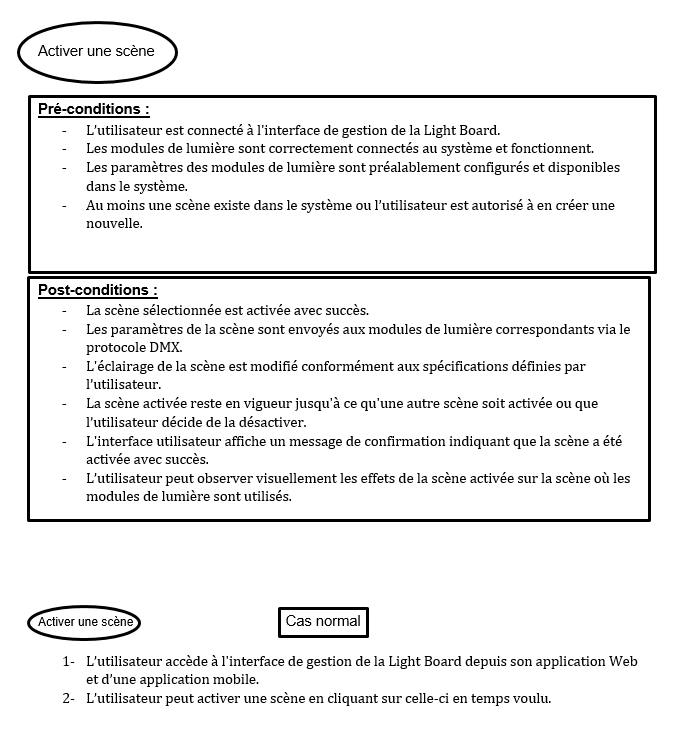 Activer une scène
Pré-conditions :
- L’utilisateur est connecté à l'interface de gestion de la Light Board.
- Les modules de lumière sont correctement connectés au système et fonctionnent.
- Les paramètres des modules de lumière sont préalablement configurés et disponibles
dans le système.
- Au moins une scène existe dans le système ou l’utilisateur est autorisé à en créer une
nouvelle.
Post-conditions :
- La scène sélectionnée est activée avec succès.
- Les paramètres de la scène sont envoyés aux modules de lumière correspondants via le
protocole DMX.
- L'éclairage de la scène est modifié conformément aux spécifications définies par
l'utilisateur.
- La scène activée reste en vigueur jusqu'à ce qu'une autre scène soit activée ou que
l’utilisateur décide de la désactiver.
- L'interface utilisateur affiche un message de confirmation indiquant que la scène a été
activée avec succès.
- L’utilisateur peut observer visuellement les effets de la scène activée sur la scène où les
modules de lumière sont utilisés.
Activer une scène
Cas normal
1- L’utilisateur accède à l'interface de gestion de la Light Board depuis son application Web
et d’une application mobile.
2- L’utilisateur peut activer une scène en cliquant sur celle-ci en temps voulu.